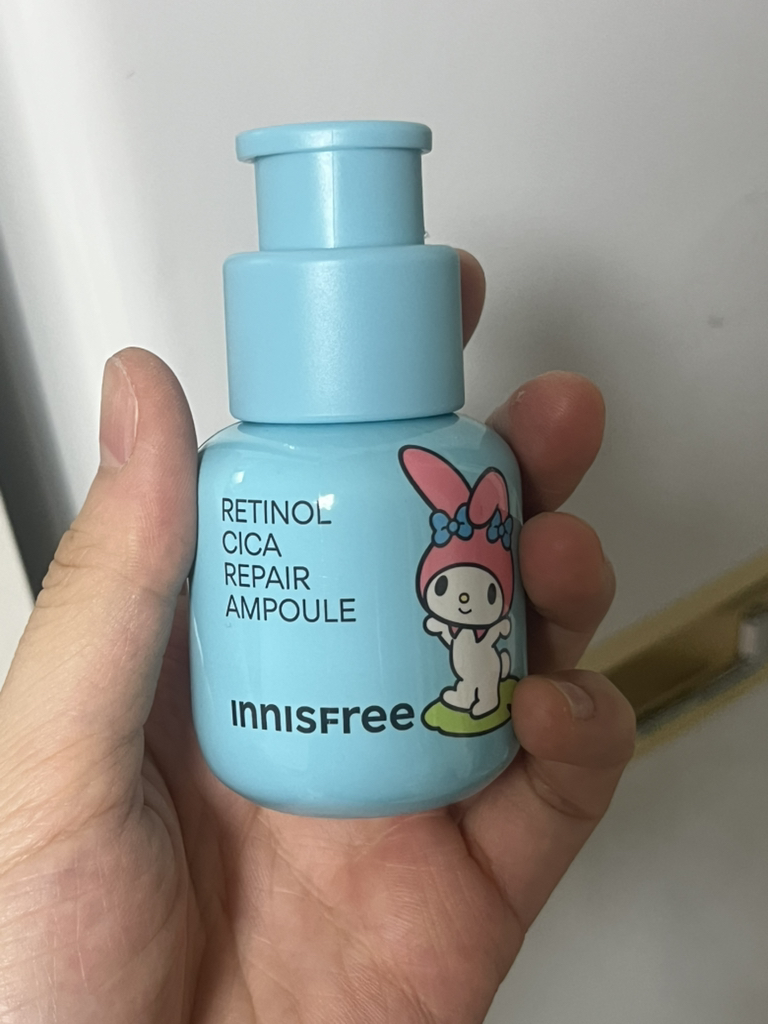 RETINOL
CICA
REPAIR
AMPOULE
innisfree